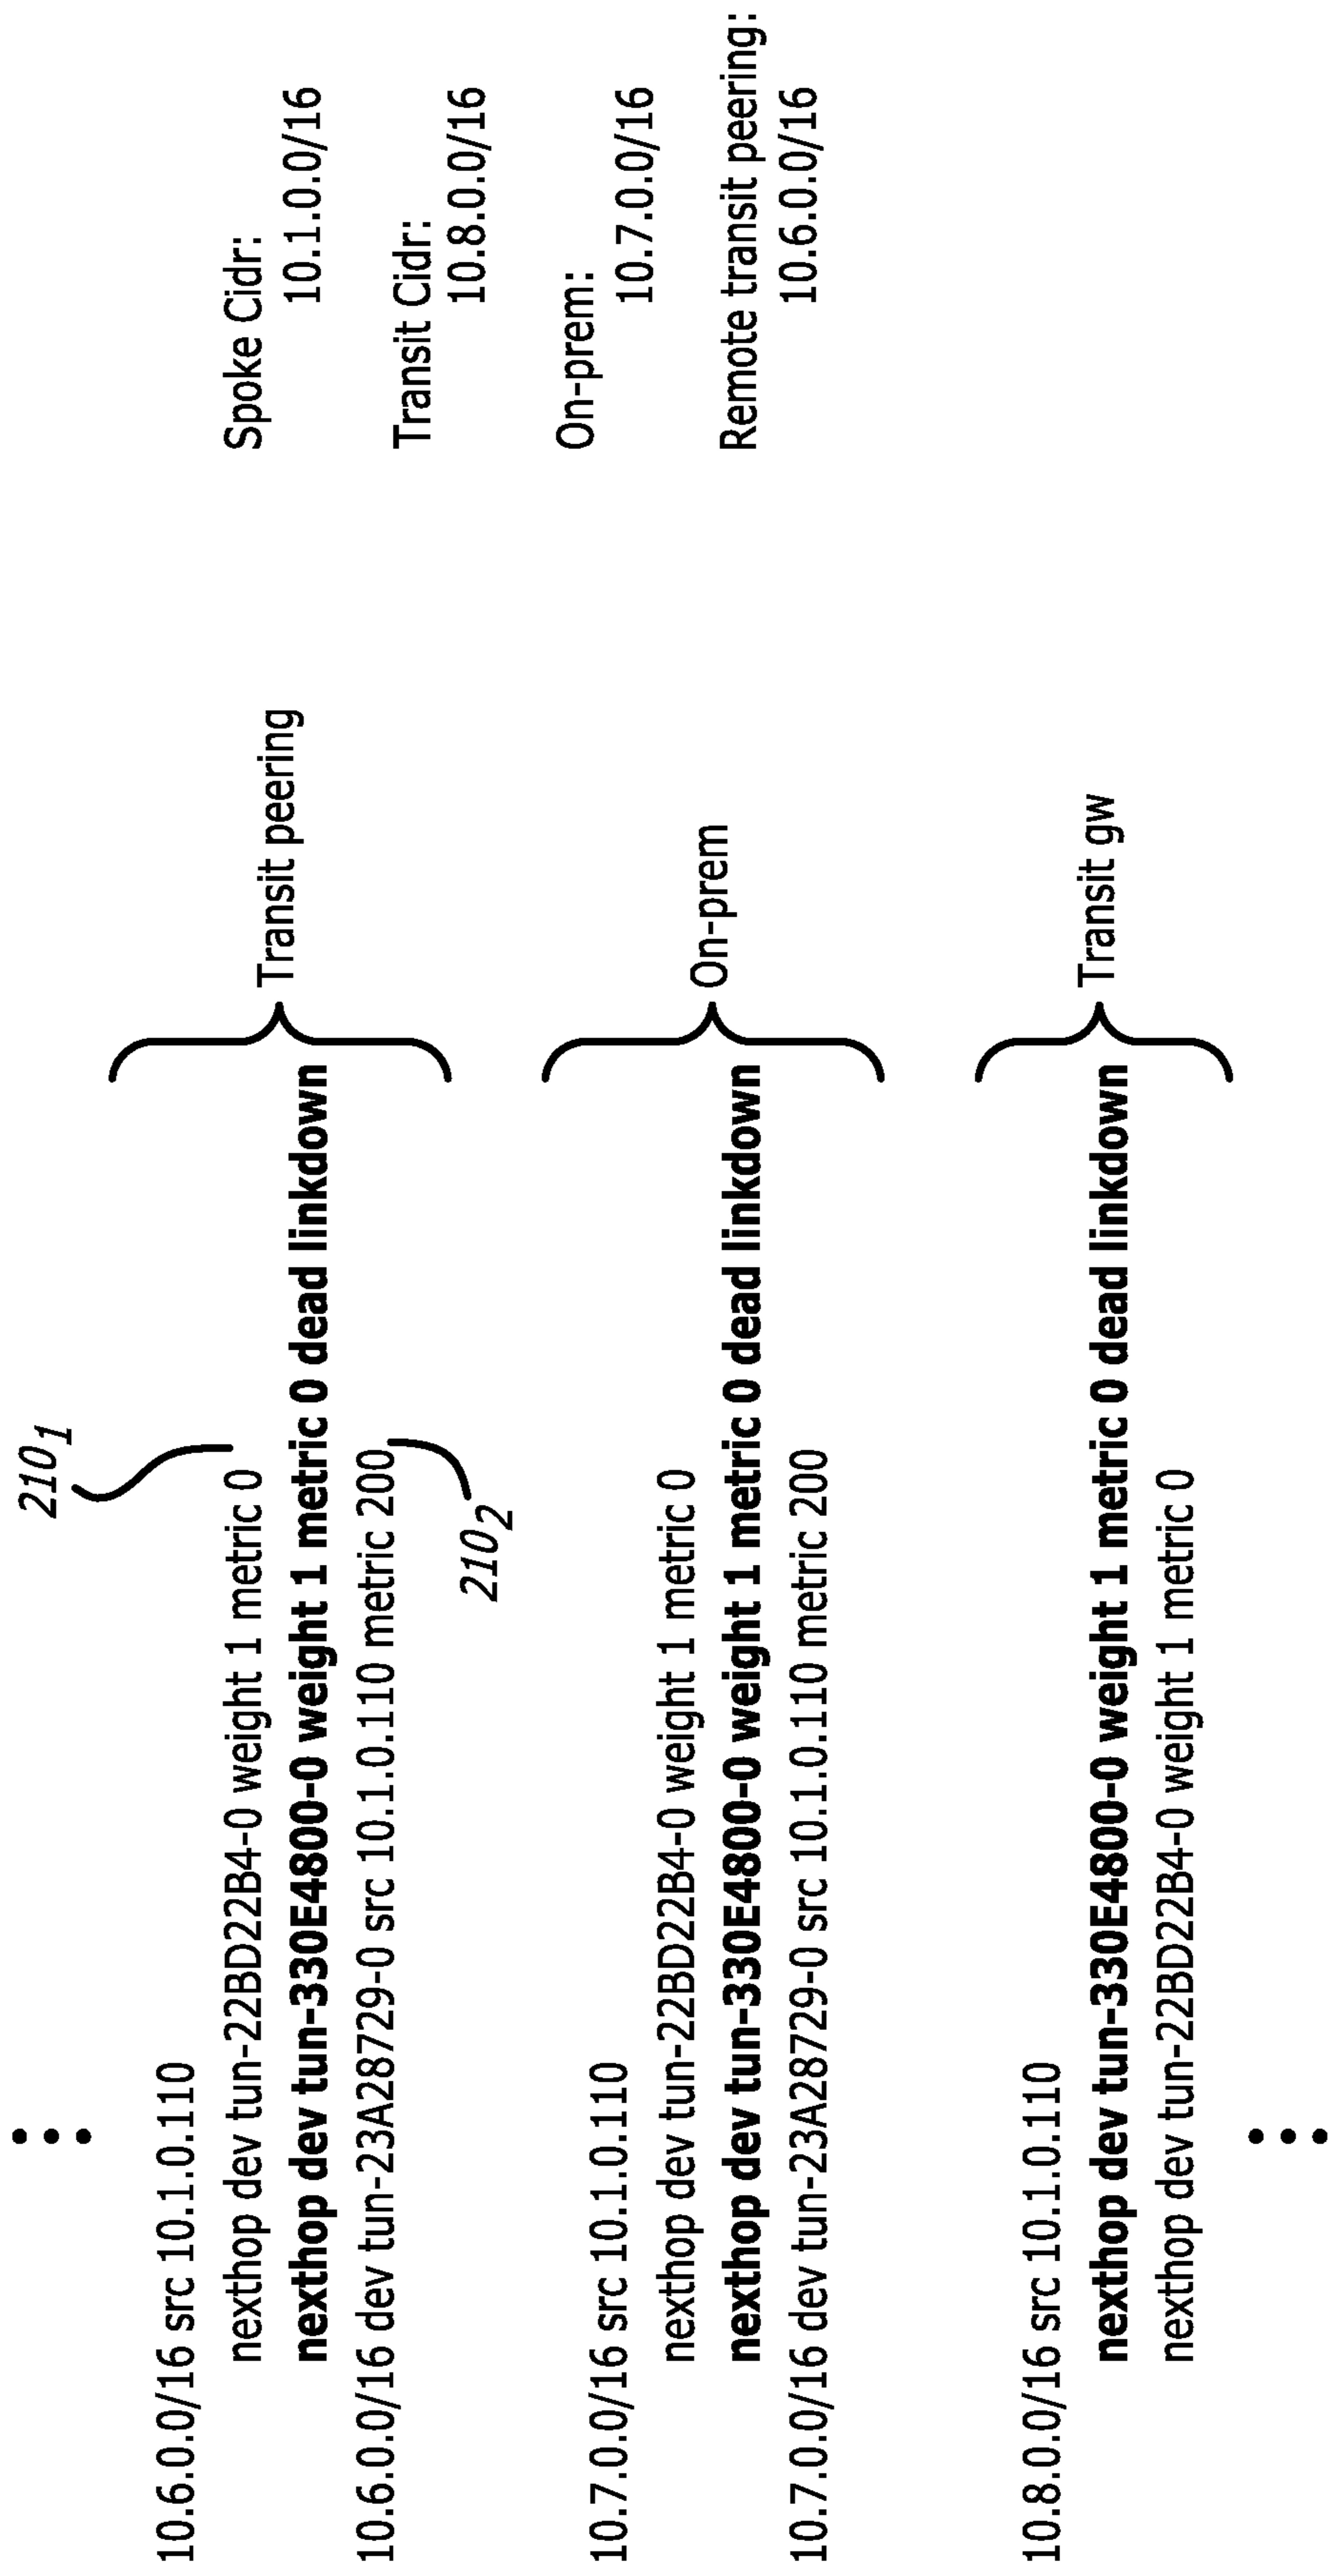 210₁
10.6.0.0/16 src 10.1.0.110
nexthop dev tun-22BD22B4-0 weight 1 metric 0
nexthop dev tun-330E4800-0 weight 1 metric 0 dead linkdown
10.6.0.0/16 dev tun-23A28729-0 src 10.1.0.110 metric 200
210₂
Transit peering
10.7.0.0/16 src 10.1.0.110
nexthop dev tun-22BD22B4-0 weight 1 metric 0
nexthop dev tun-330E4800-0 weight 1 metric 0 dead linkdown
10.7.0.0/16 dev tun-23A28729-0 src 10.1.0.110 metric 200
On-prem
10.8.0.0/16 src 10.1.0.110
nexthop dev tun-330E4800-0 weight 1 metric 0 dead linkdown
nexthop dev tun-22BD22B4-0 weight 1 metric 0
Transit gw
Spoke Cidr:
10.1.0.0/16
Transit Cidr:
10.8.0.0/16
On-prem:
10.7.0.0/16
Remote transit peering:
10.6.0.0/16